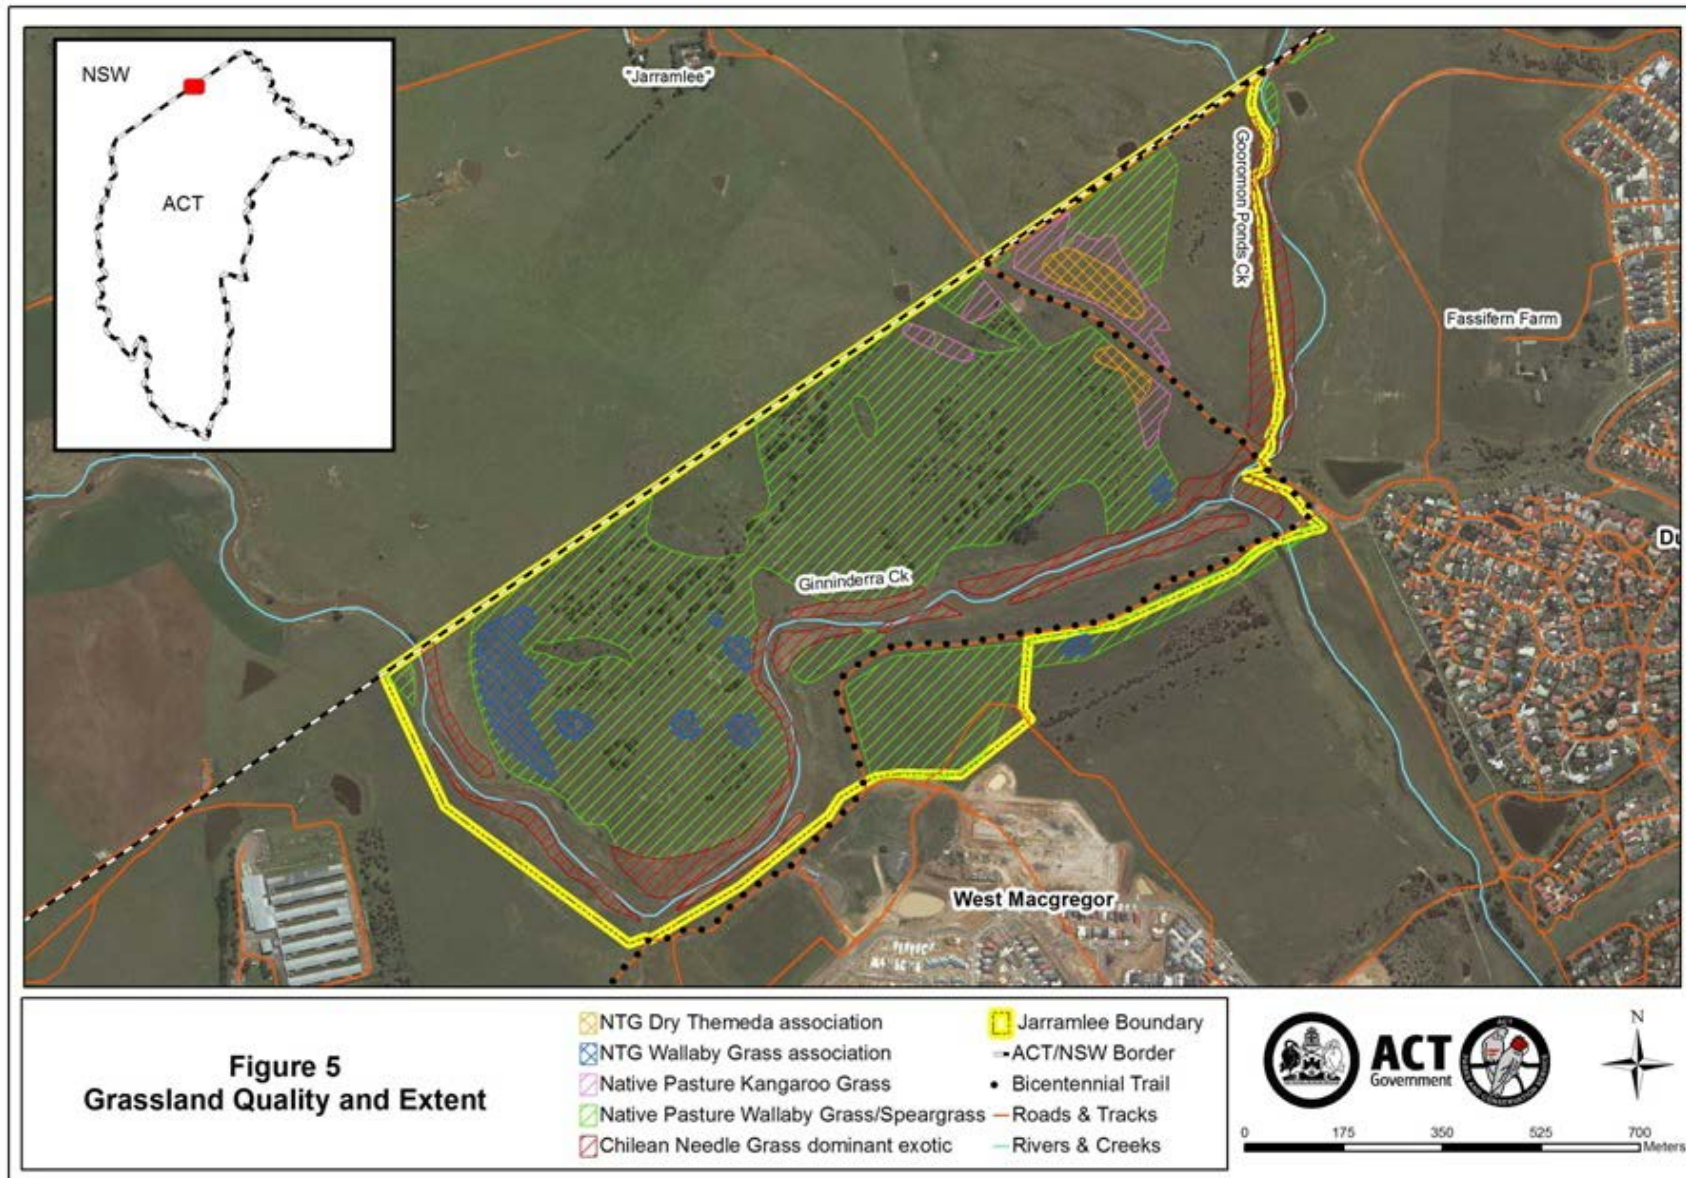 NSW
ACT
"Jarramlee"
Gooromon Ponds Ck
Fassifern Farm
Ginninderra Ck
Du
West Macgregor
Figure 5
Grassland Quality and Extent
NTG Dry Themeda association
NTG Wallaby Grass association
Native Pasture Kangaroo Grass
Native Pasture Wallaby Grass/Speargrass
Chilean Needle Grass dominant exotic
Jarramlee Boundary
ACT/NSW Border
Bicentennial Trail
Roads & Tracks
Rivers & Creeks
ACT
Government
N
0 175 350 525 700
Meters